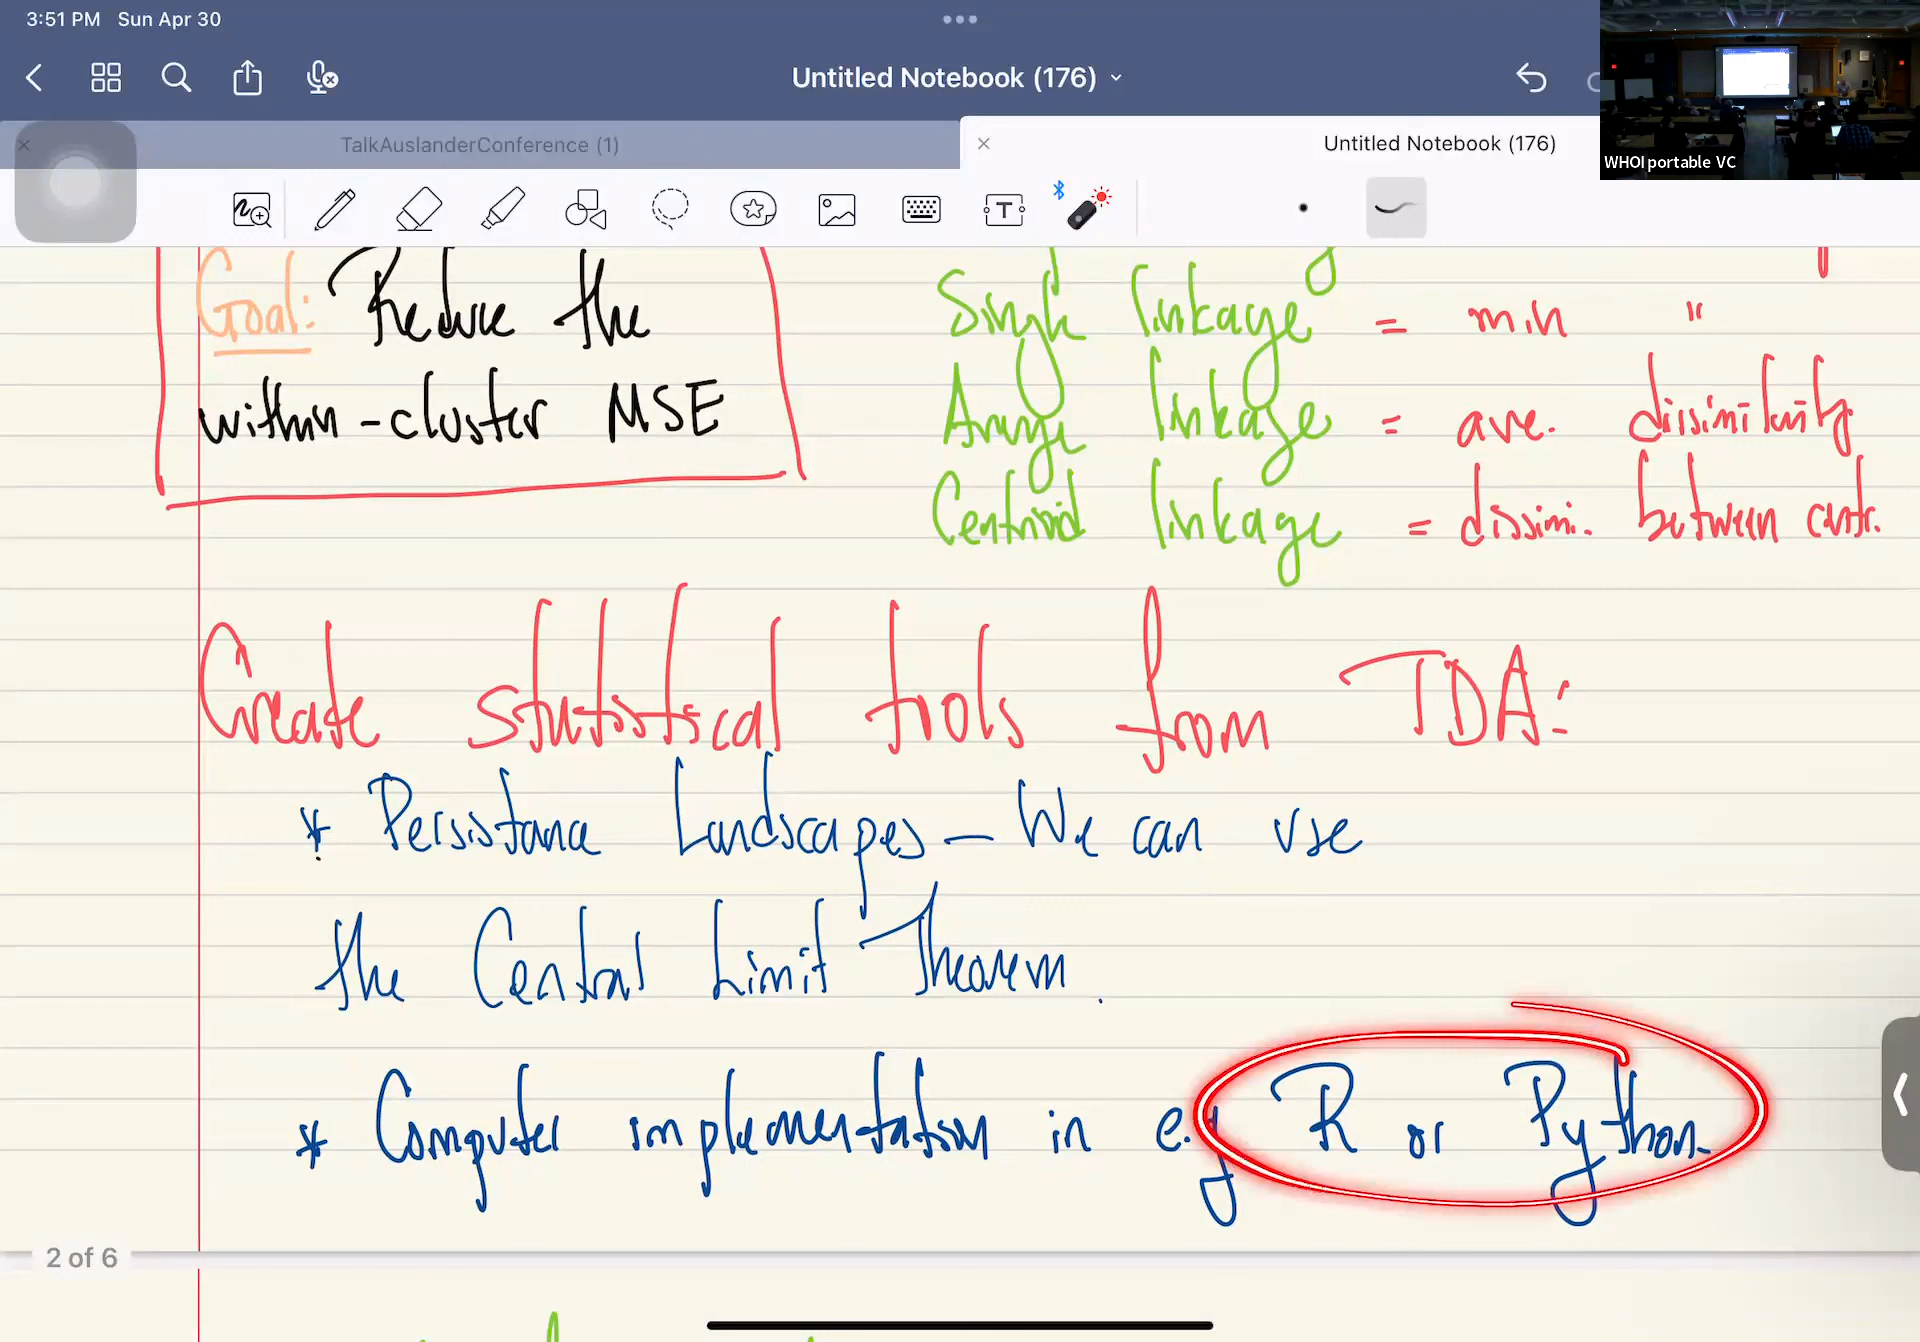 3:51 PM Sun Apr 30
Untitled Notebook (176)
WHOI portable VC
TalkAuslanderConference (1)
Untitled Notebook (176)
T
Goal: Reduce the
within-cluster MSE
Single linkage = min "
Average linkage = ave. dissimilarity
Centroid linkage = dissimi. between centr.
Create statistical tools from TDA:
* Persistance Landscapes - We can use
the Central Limit Theorem.
* Computer implementation in e.g R or Python.
2 of 6